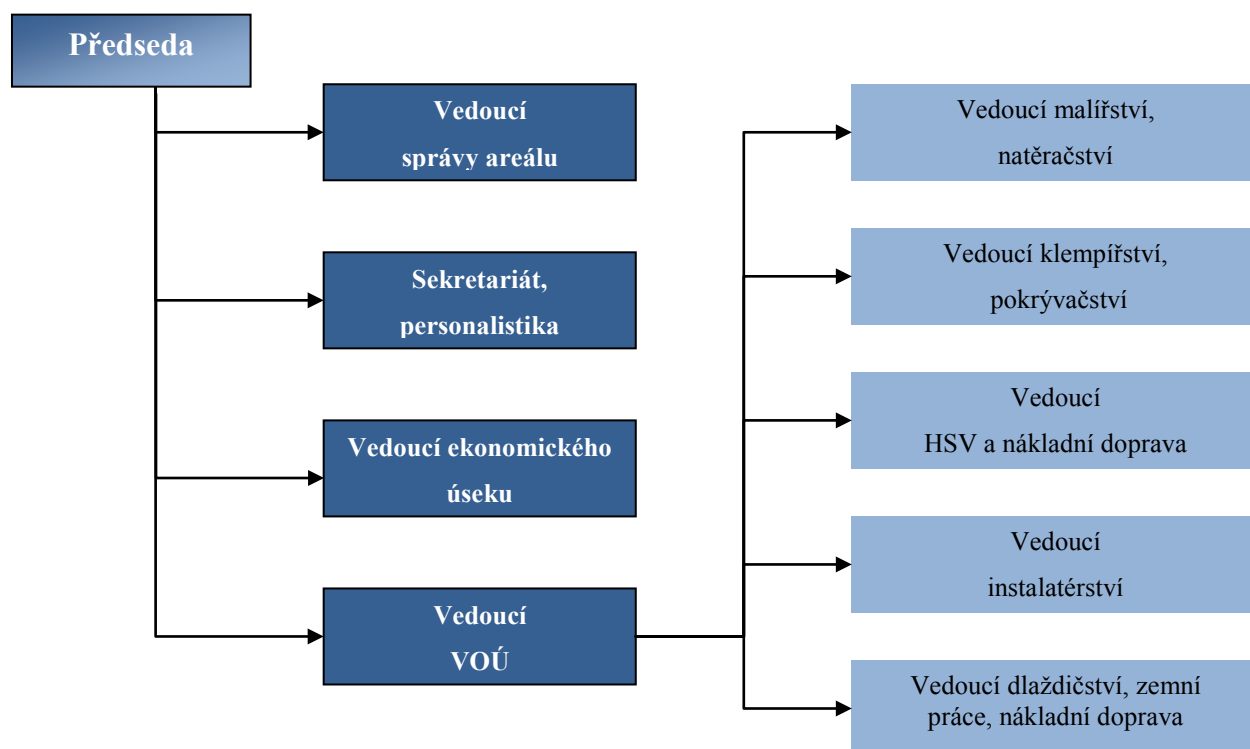 Předseda
Vedoucí
správy areálu
Sekretariát,
personalistika
Vedoucí ekonomického
úseku
Vedoucí
VOÚ
Vedoucí malířství,
natěračství
Vedoucí klempířství,
pokrývačství
Vedoucí
HSV a nákladní doprava
Vedoucí
instalatérství
Vedoucí dlaždičství, zemní
práce, nákladní doprava